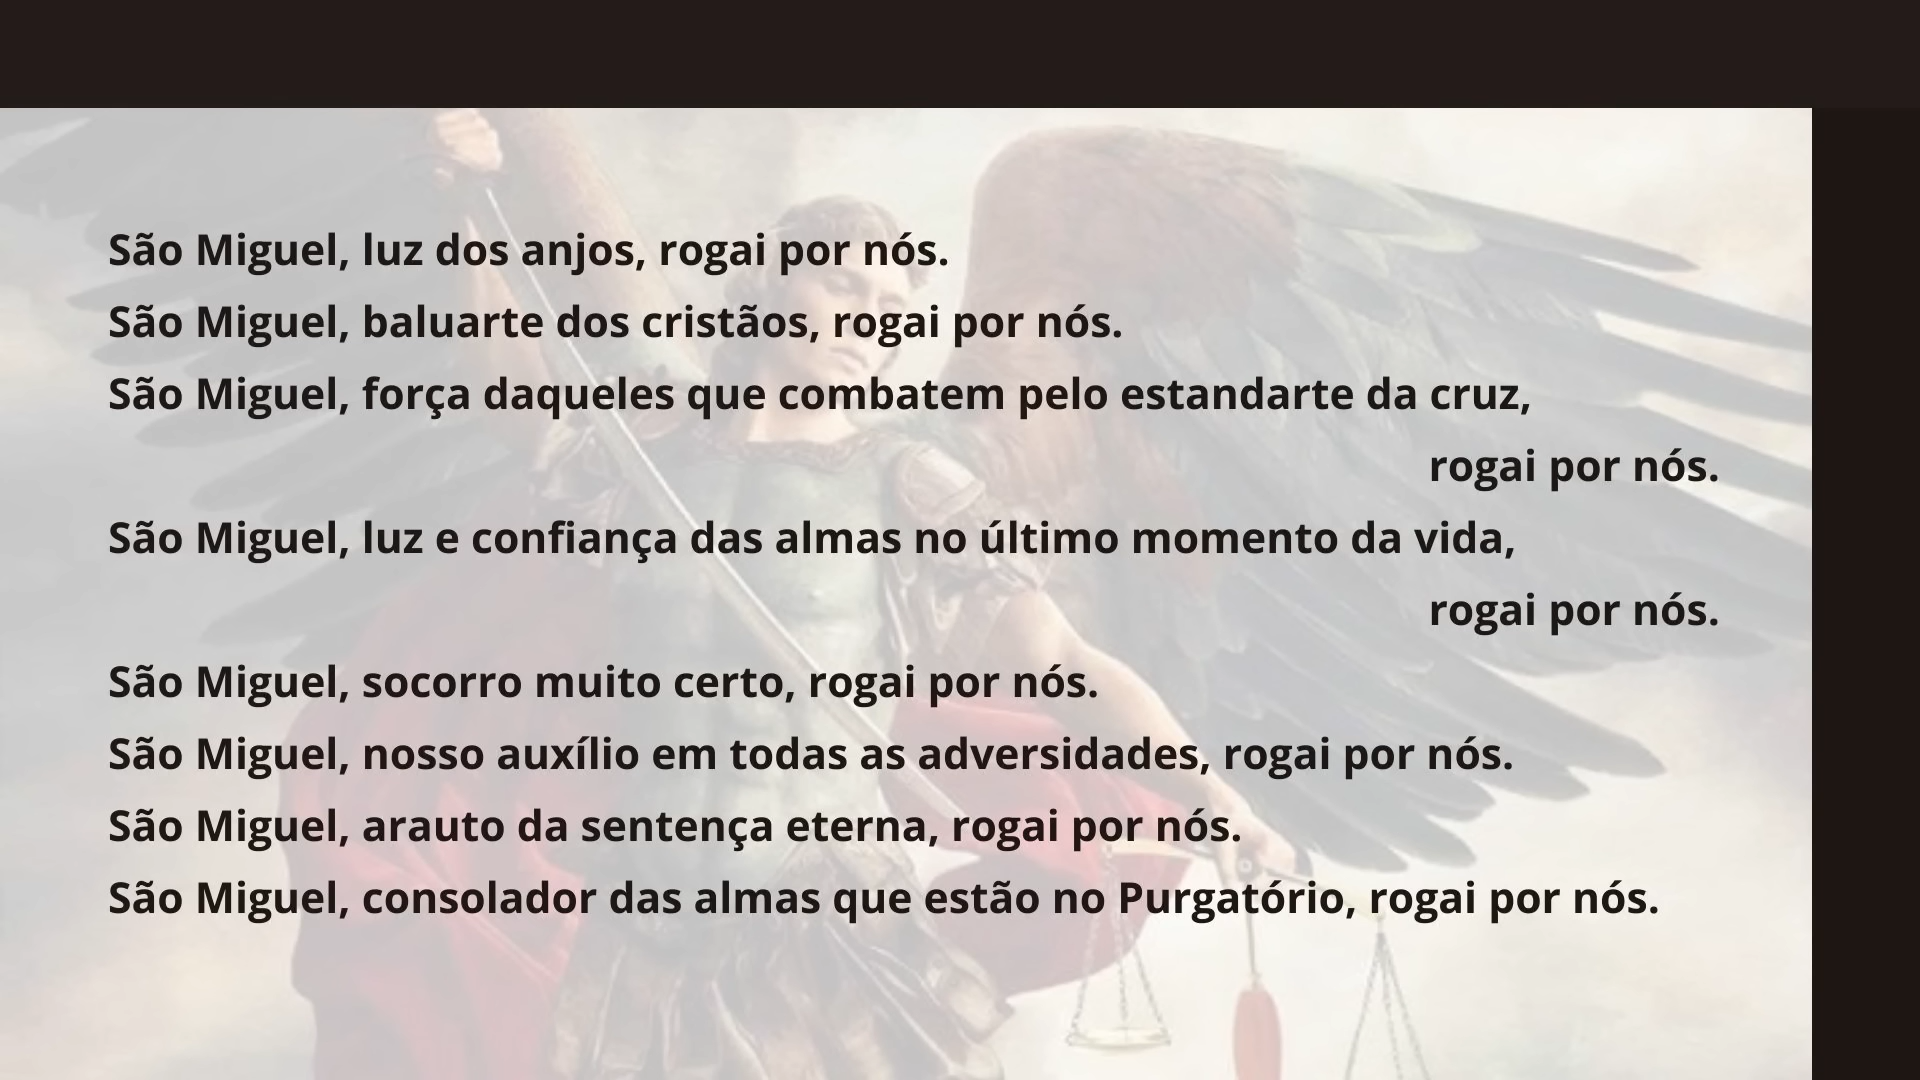 São Miguel, luz dos anjos, rogai por nós.
São Miguel, baluarte dos cristãos, rogai por nós.
São Miguel, força daqueles que combatem pelo estandarte da cruz,
rogai por nós.
São Miguel, luz e confiança das almas no último momento da vida,
rogai por nós.
São Miguel, socorro muito certo, rogai por nós.
São Miguel, nosso auxílio em todas as adversidades, rogai por nós.
São Miguel, arauto da sentença eterna, rogai por nós.
São Miguel, consolador das almas que estão no Purgatório, rogai por nós.